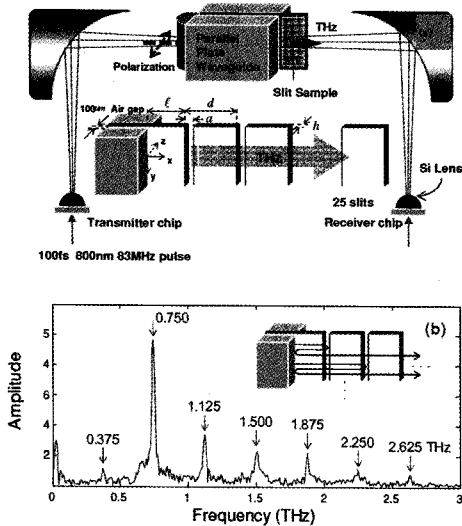 THz
Parallel
Plate
Waveguide
Polarization
Slit Sample
100μm Air gap
ℓ
d
a
h
z
x
y
THz
Si Lens
25 slits
Transmitter chip
Receiver chip
100fs 800nm 83MHz pulse
(b)
0.750
0.375
1.125
1.500
1.875
2.250
2.625 THz
Amplitude
5
4
4
2
0
0.5
1
1.5
2
2.5
3
Frequency (THz)